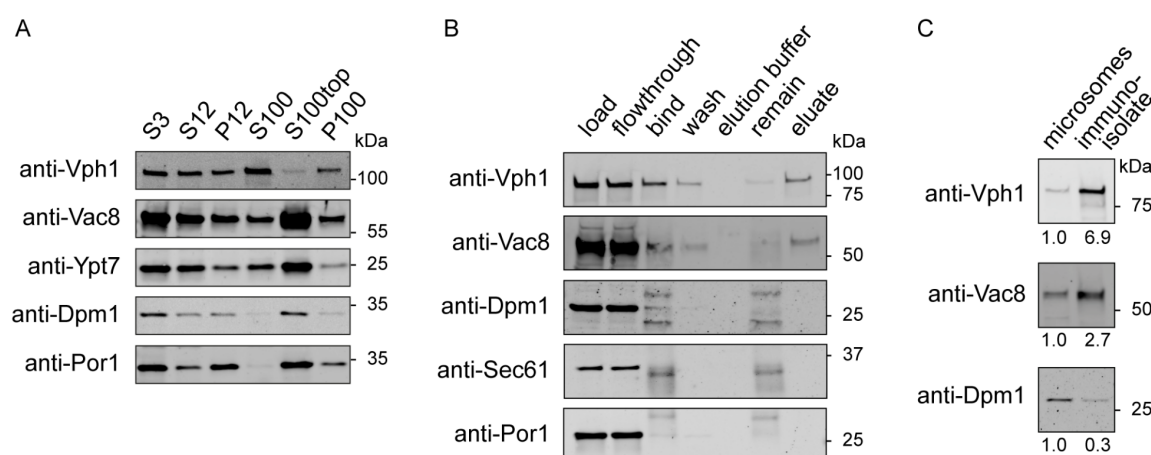 A
S3 S12 P12 S100 S100top P100
kDa
anti-Vph1
100
anti-Vac8
55
anti-Ypt7
25
anti-Dpm1
35
anti-Por1
35
B
load flowthrough bind wash elution buffer remain eluate
kDa
anti-Vph1
100
75
anti-Vac8
50
anti-Dpm1
25
anti-Sec61
37
anti-Por1
25
C
microsomes immuno-
isolate
kDa
anti-Vph1
75
1.0 6.9
anti-Vac8
50
1.0 2.7
anti-Dpm1
25
1.0 0.3